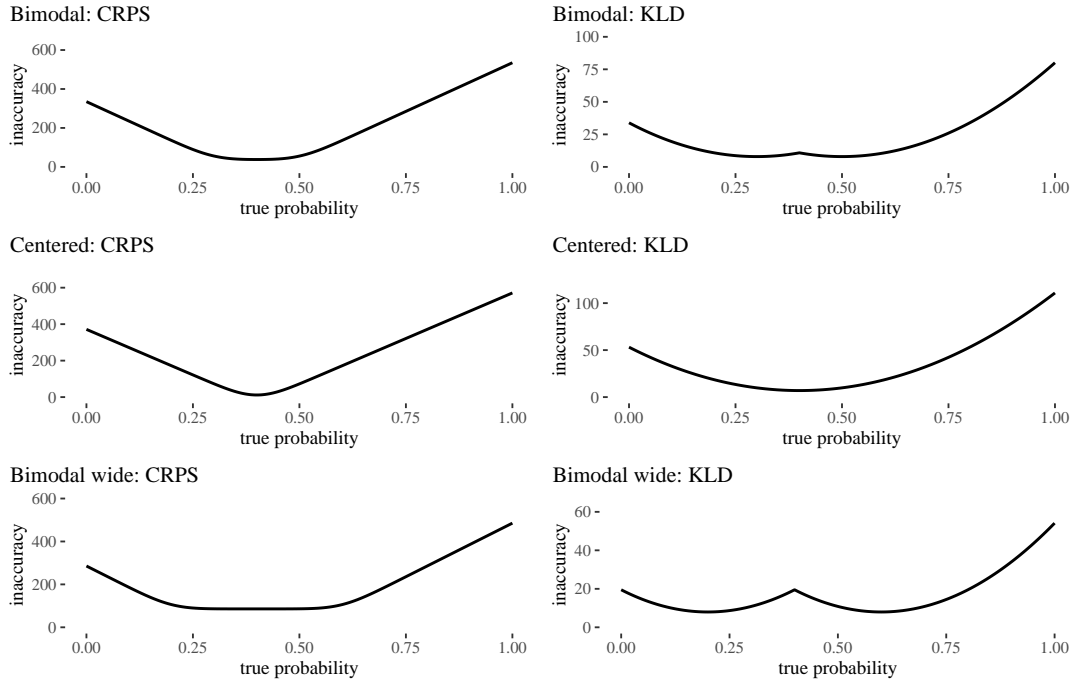 Bimodal: CRPS
600
400
200
0
inaccuracy
0.00 0.25 0.50 0.75 1.00
true probability
Bimodal: KLD
100
75
50
25
0
inaccuracy
0.00 0.25 0.50 0.75 1.00
true probability
Centered: CRPS
600
400
200
0
inaccuracy
0.00 0.25 0.50 0.75 1.00
true probability
Centered: KLD
100
50
0
inaccuracy
0.00 0.25 0.50 0.75 1.00
true probability
Bimodal wide: CRPS
600
400
200
0
inaccuracy
0.00 0.25 0.50 0.75 1.00
true probability
Bimodal wide: KLD
60
40
20
0
inaccuracy
0.00 0.25 0.50 0.75 1.00
true probability